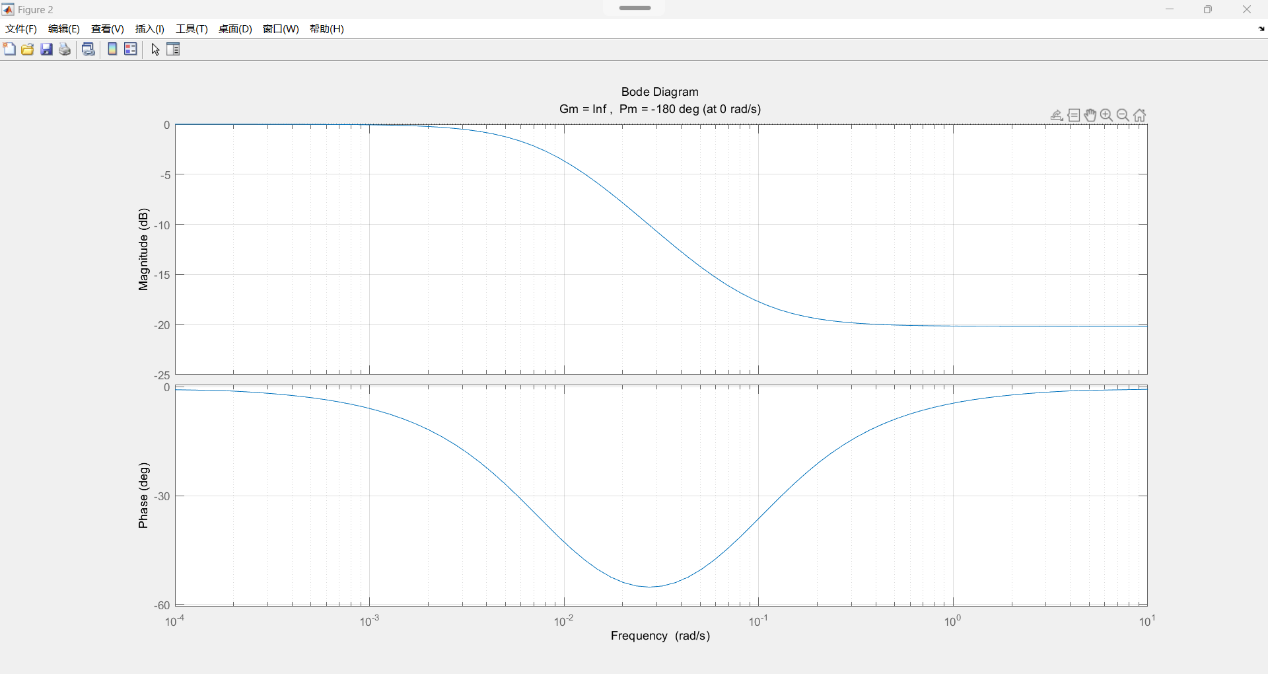 Figure 2
文件(F) 编辑(E) 查看(V) 插入(I) 工具(T) 桌面(D) 窗口(W) 帮助(H)
Bode Diagram
Gm = Inf , Pm = -180 deg (at 0 rad/s)
Magnitude (dB)
0
-5
-10
-15
-20
-25
Phase (deg)
0
-30
-60
10^-4 10^-3 10^-2 10^-1 10^0 10^1
Frequency (rad/s)